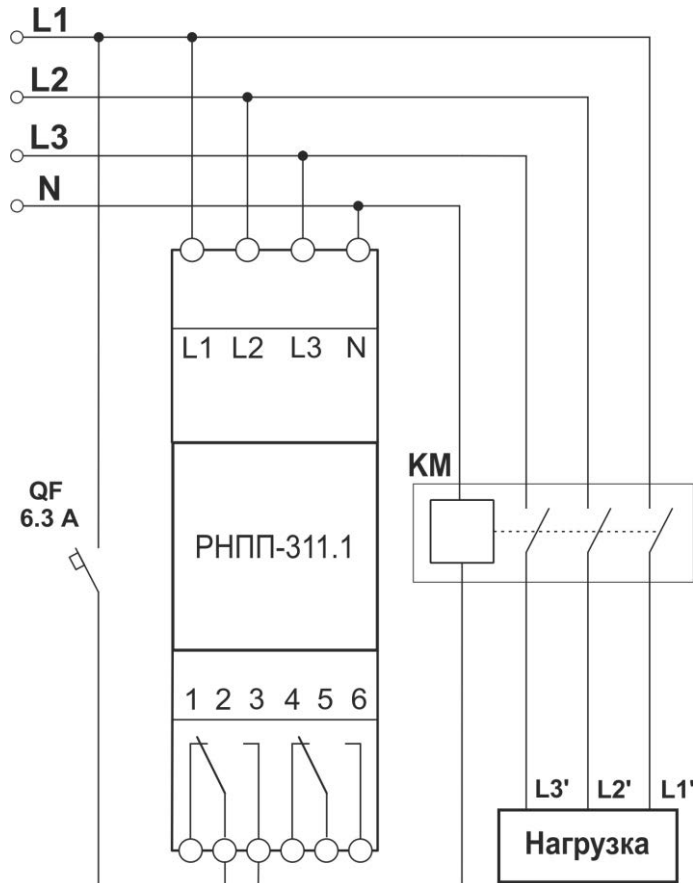 L1
L2
L3
N
L1 L2 L3 N
KM
QF
6.3 A
РНПП-311.1
1 2 3 4 5 6
L3' L2' L1'
Нагрузка